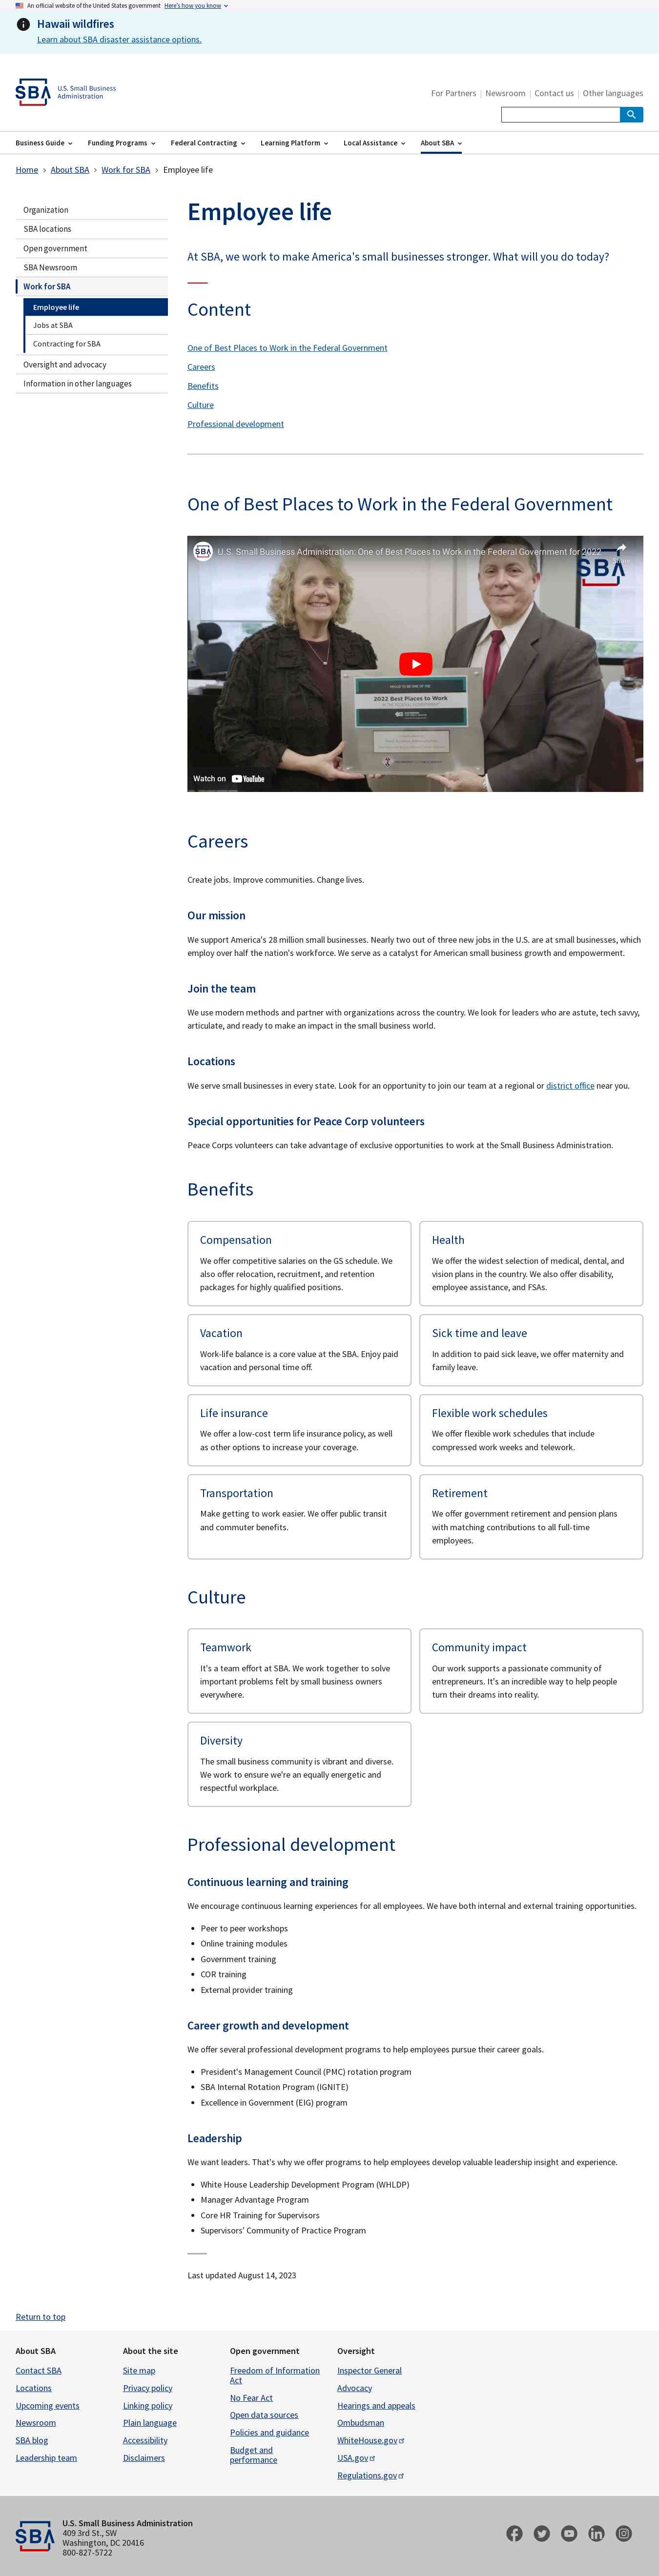 An official website of the United States government Here's how you know
Hawaii wildfires
Learn about SBA disaster assistance options.
SBA U.S. Small Business
Administration
For Partners | Newsroom | Contact us | Other languages
Business Guide Funding Programs Federal Contracting Learning Platform Local Assistance About SBA
Home > About SBA > Work for SBA > Employee life
Organization
SBA locations
Open government
SBA Newsroom
Work for SBA
Employee life
Jobs at SBA
Contracting for SBA
Oversight and advocacy
Information in other languages
Employee life
At SBA, we work to make America's small businesses stronger. What will you do today?
Content
One of Best Places to Work in the Federal Government
Careers
Benefits
Culture
Professional development
One of Best Places to Work in the Federal Government
SBA U.S. Small Business Administration: One of Best Places to Work in the Federal Government for 2022
SBA
2022 Best Places to Work
Watch on YouTube
Careers
Create jobs. Improve communities. Change lives.
Our mission
We support America's 28 million small businesses. Nearly two out of three new jobs in the U.S. are at small businesses, which
employ over half the nation's workforce. We serve as a catalyst for American small business growth and empowerment.
Join the team
We use modern methods and partner with organizations across the country. We look for leaders who are astute, tech savvy,
articulate, and ready to make an impact in the small business world.
Locations
We serve small businesses in every state. Look for an opportunity to join our team at a regional or district office near you.
Special opportunities for Peace Corp volunteers
Peace Corps volunteers can take advantage of exclusive opportunities to work at the Small Business Administration.
Benefits
Compensation
We offer competitive salaries on the GS schedule. We
also offer relocation, recruitment, and retention
packages for highly qualified positions.
Health
We offer the widest selection of medical, dental, and
vision plans in the country. We also offer disability,
employee assistance, and FSAs.
Vacation
Work-life balance is a core value at the SBA. Enjoy paid
vacation and personal time off.
Sick time and leave
In addition to paid sick leave, we offer maternity and
family leave.
Life insurance
We offer a low-cost term life insurance policy, as well
as other options to increase your coverage.
Flexible work schedules
We offer flexible work schedules that include
compressed work weeks and telework.
Transportation
Make getting to work easier. We offer public transit
and commuter benefits.
Retirement
We offer government retirement and pension plans
with matching contributions to all full-time
employees.
Culture
Teamwork
It's a team effort at SBA. We work together to solve
important problems felt by small business owners
everywhere.
Community impact
Our work supports a passionate community of
entrepreneurs. It's an incredible way to help people
turn their dreams into reality.
Diversity
The small business community is vibrant and diverse.
We work to ensure we're an equally energetic and
respectful workplace.
Professional development
Continuous learning and training
We encourage continuous learning experiences for all employees. We have both internal and external training opportunities.
• Peer to peer workshops
• Online training modules
• Government training
• COR training
• External provider training
Career growth and development
We offer several professional development programs to help employees pursue their career goals.
• President's Management Council (PMC) rotation program
• SBA Internal Rotation Program (IGNITE)
• Excellence in Government (EIG) program
Leadership
We want leaders. That's why we offer programs to help employees develop valuable leadership insight and experience.
• White House Leadership Development Program (WHLDP)
• Manager Advantage Program
• Core HR Training for Supervisors
• Supervisors' Community of Practice Program
Last updated August 14, 2023
Return to top
About SBA
Contact SBA
Locations
Upcoming events
Newsroom
SBA blog
Leadership team
About the site
Site map
Privacy policy
Linking policy
Plain language
Accessibility
Disclaimers
Open government
Freedom of Information
Act
No Fear Act
Open data sources
Policies and guidance
Budget and
performance
Oversight
Inspector General
Advocacy
Hearings and appeals
Ombudsman
WhiteHouse.gov
USA.gov
Regulations.gov
SBA
U.S. Small Business Administration
409 3rd St., SW
Washington, DC 20416
800-827-5722